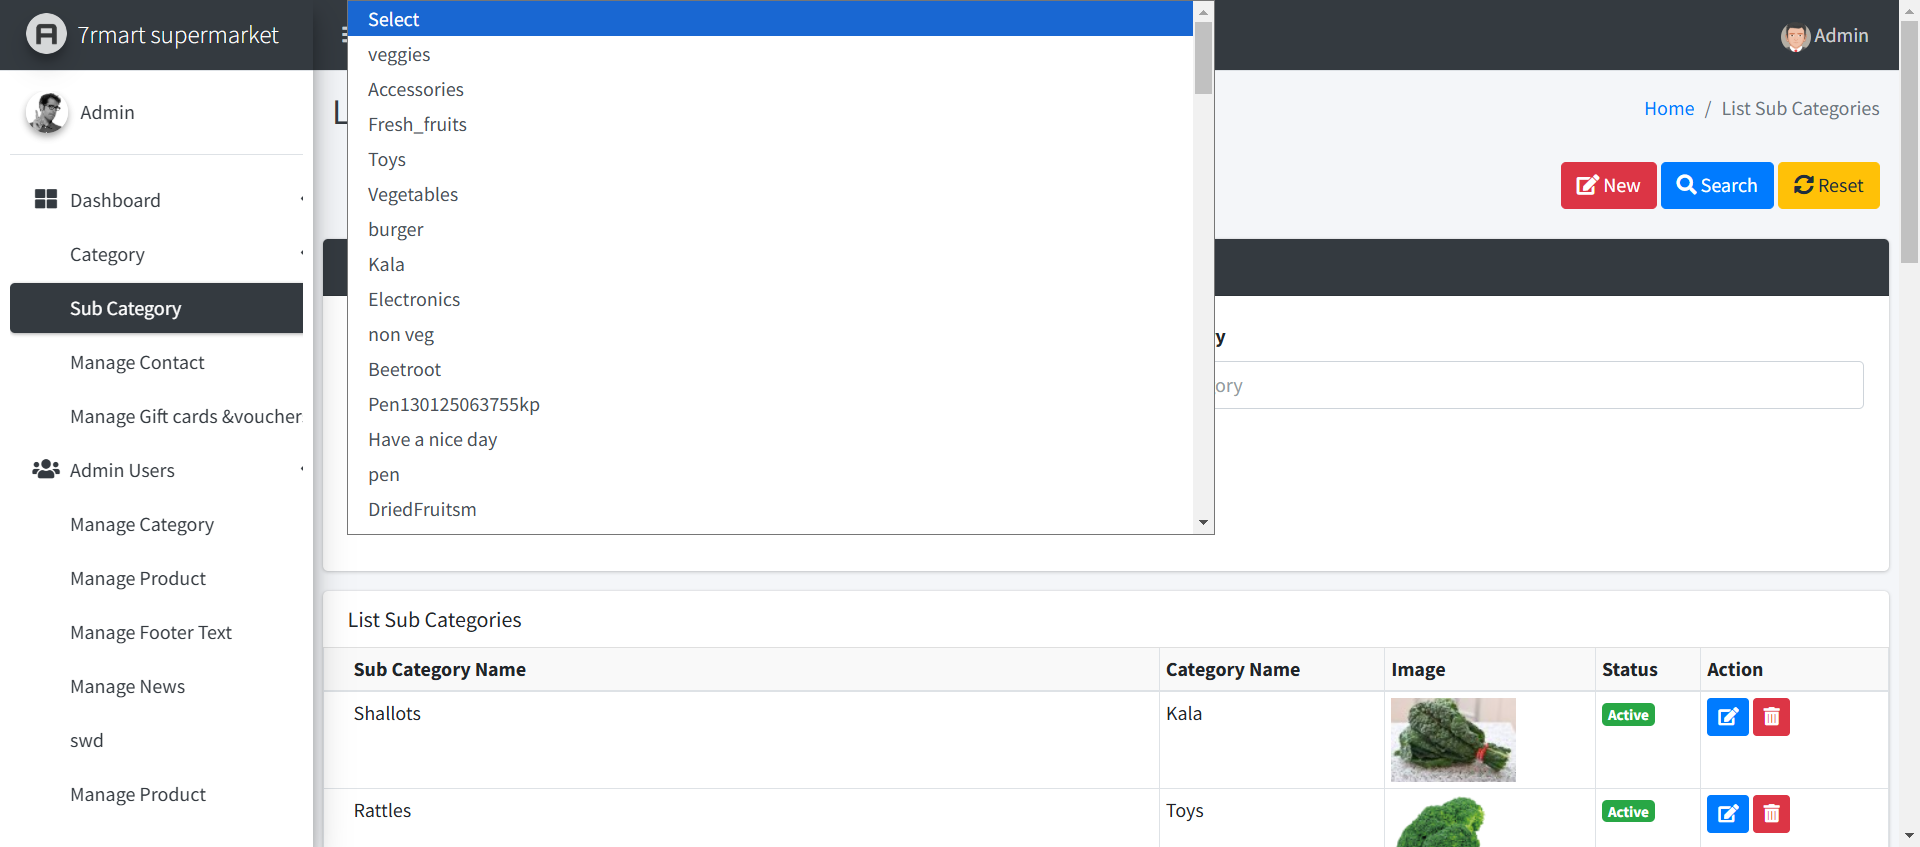 7rmart supermarket
Admin
Admin
Dashboard
Category
Sub Category
Manage Contact
Manage Gift cards &voucher
Admin Users
Manage Category
Manage Product
Manage Footer Text
Manage News
swd
Manage Product
Select
veggies
Accessories
Fresh_fruits
Toys
Vegetables
burger
Kala
Electronics
non veg
Beetroot
Pen130125063755kp
Have a nice day
pen
DriedFruitsm
Home / List Sub Categories
New Search Reset
List Sub Categories
Sub Category Name Category Name Image Status Action
Shallots Kala Active
Rattles Toys Active